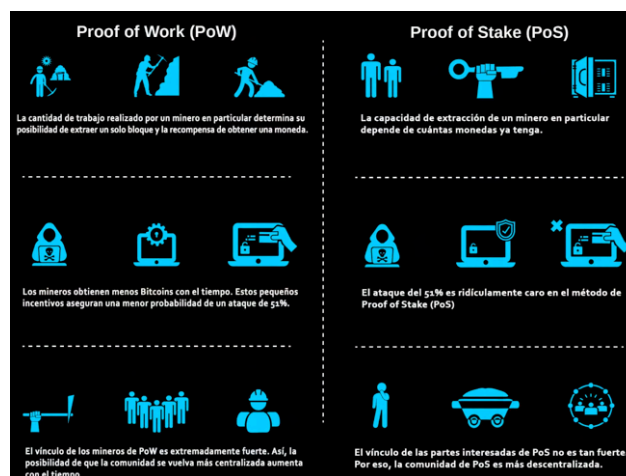 Proof of Work (PoW)
La cantidad de trabajo realizado por un minero en particular determina su
posibilidad de extraer un solo bloque y la recompensa de obtener una moneda.
Los mineros obtienen menos Bitcoins con el tiempo. Estos pequeños
incentivos aseguran una menor probabilidad de un ataque de 51%.
El vínculo de los mineros de PoW es extremadamente fuerte. Así, la
posibilidad de que la comunidad se vuelva más centralizada aumenta
con el tiempo
Proof of Stake (PoS)
La capacidad de extracción de un minero en particular
depende de cuántas monedas ya tenga.
El ataque del 51% es ridículamente caro en el método de
Proof of Stake (PoS)
El vínculo de las partes interesadas de PoS no es tan fuerte
Por eso, la comunidad de PoS es más descentralizada.